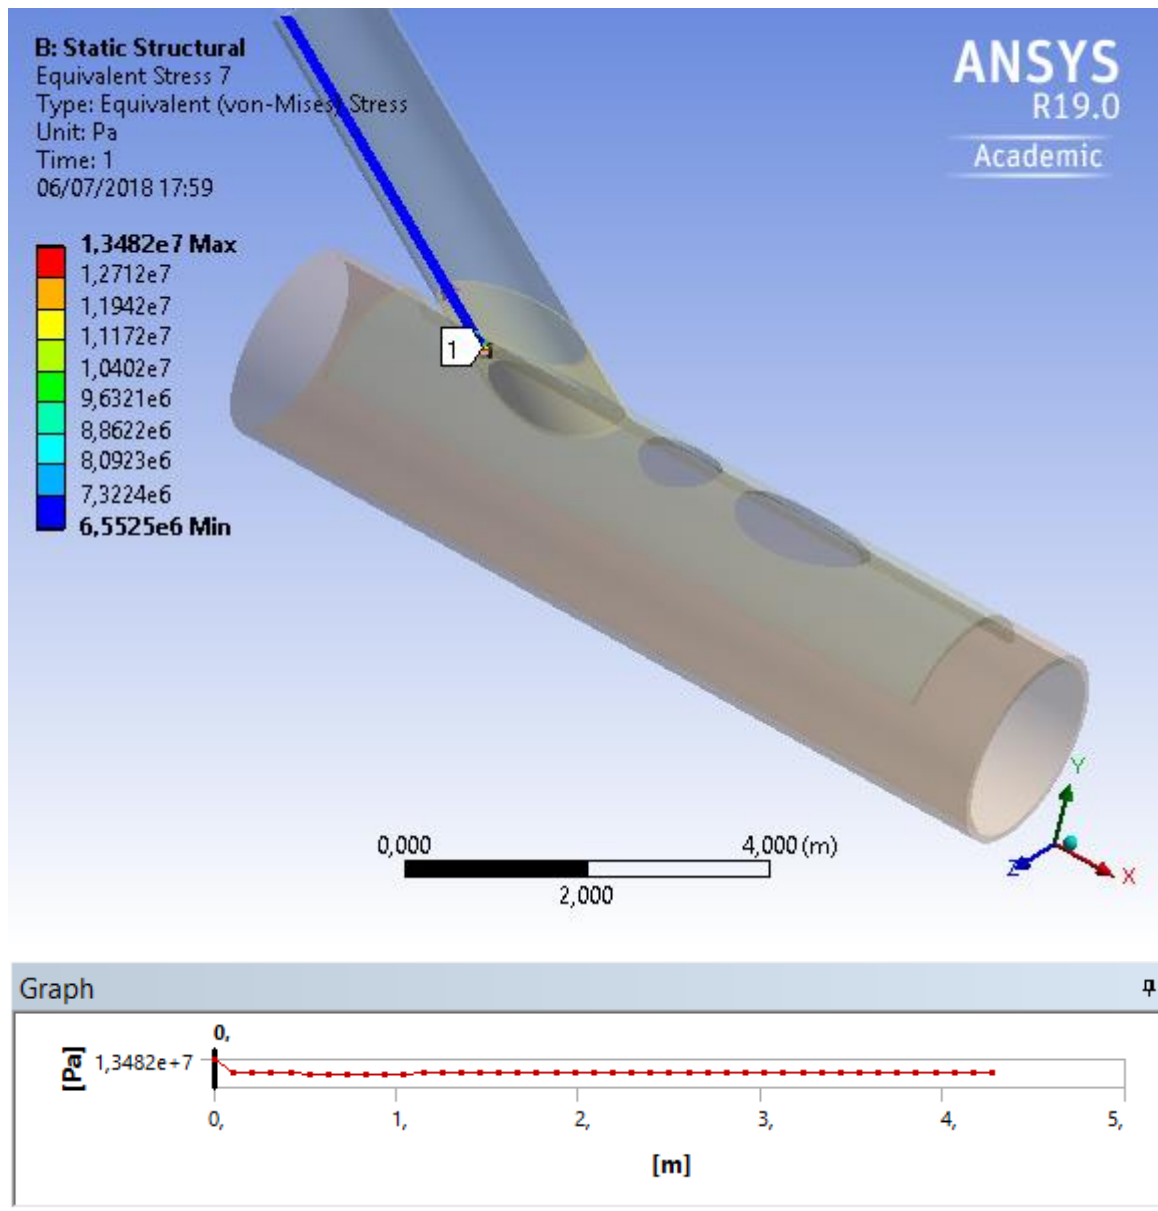 B: Static Structural
Equivalent Stress 7
Type: Equivalent (von-Mises) Stress
Unit: Pa
Time: 1
06/07/2018 17:59
ANSYS
R19.0
Academic
1,3482e7 Max
1,2712e7
1,1942e7
1,1172e7
1,0402e7
9,6321e6
8,8622e6
8,0923e6
7,3224e6
6,5525e6 Min
1
0,000
4,000 (m)
2,000
Y
Z
X
Graph
0,
[Pa]
1,3482e+7
0,
1,
2,
3,
4,
5,
[m]